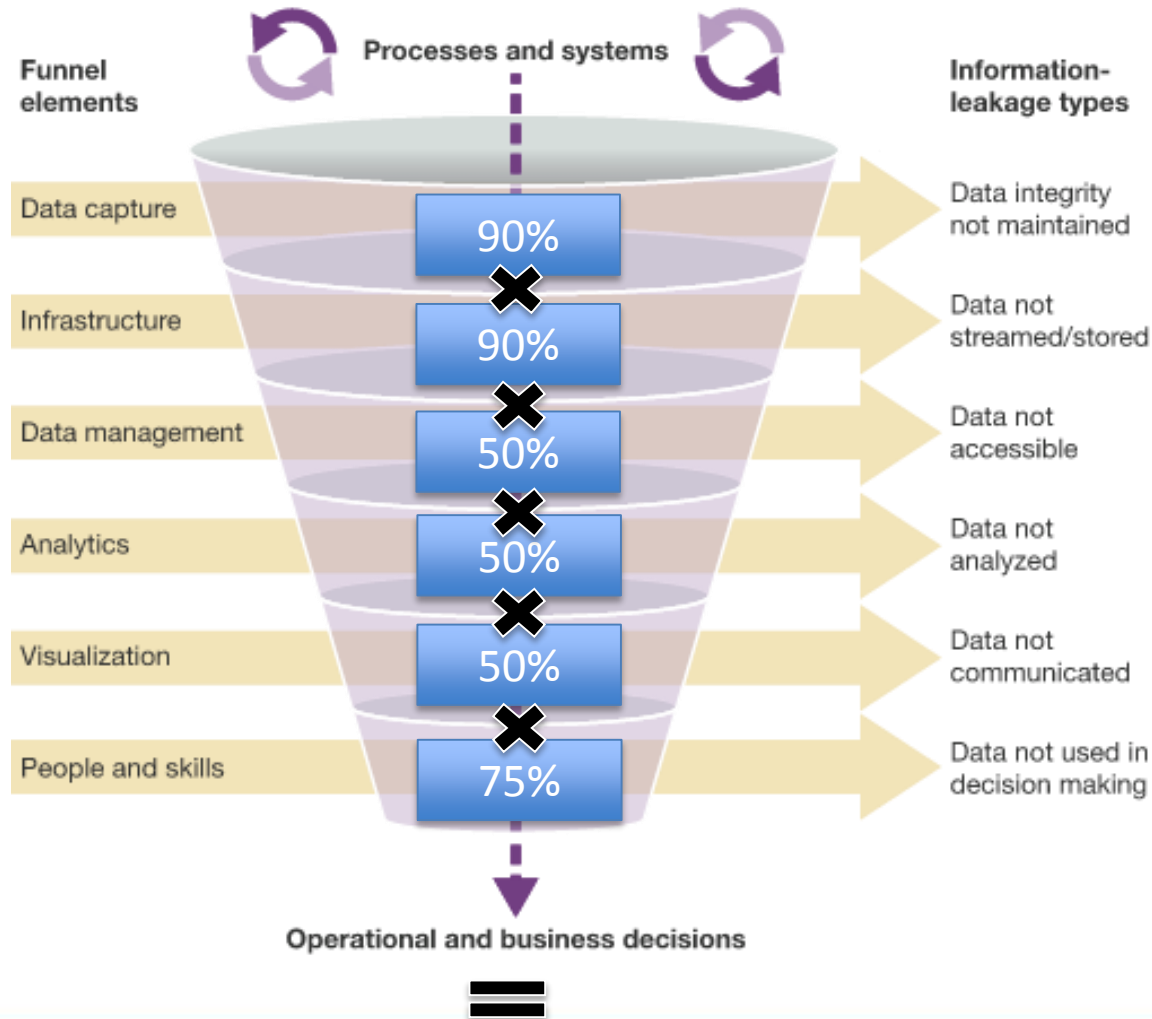 Processes and systems
Funnel
elements
Information-
leakage types
Data capture
90%
Data integrity
not maintained
Infrastructure
90%
Data not
streamed/stored
Data management
50%
Data not
accessible
Analytics
50%
Data not
analyzed
Visualization
50%
Data not
communicated
People and skills
75%
Data not used in
decision making
Operational and business decisions
=